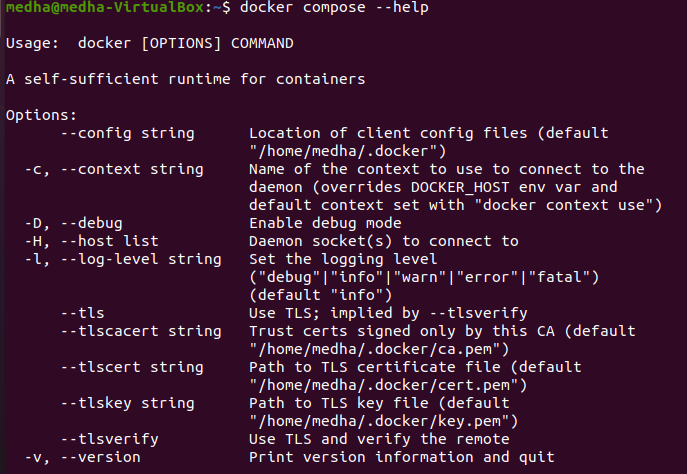 medha@medha-VirtualBox:~$ docker compose --help
Usage:  docker [OPTIONS] COMMAND
A self-sufficient runtime for containers
Options:
      --config string      Location of client config files (default
                           "/home/medha/.docker")
  -c, --context string     Name of the context to use to connect to the
                           daemon (overrides DOCKER_HOST env var and
                           default context set with "docker context use")
  -D, --debug              Enable debug mode
  -H, --host list          Daemon socket(s) to connect to
  -l, --log-level string   Set the logging level
                           ("debug"|"info"|"warn"|"error"|"fatal")
                           (default "info")
      --tls                Use TLS; implied by --tlsverify
      --tlscacert string   Trust certs signed only by this CA (default
                           "/home/medha/.docker/ca.pem")
      --tlscert string     Path to TLS certificate file (default
                           "/home/medha/.docker/cert.pem")
      --tlskey string      Path to TLS key file (default
                           "/home/medha/.docker/key.pem")
      --tlsverify          Use TLS and verify the remote
  -v, --version            Print version information and quit